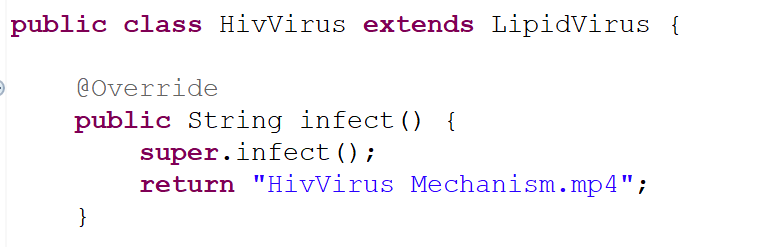 public class HivVirus extends LipidVirus {
@Override
public String infect() {
super.infect();
return "HivVirus Mechanism.mp4";
}